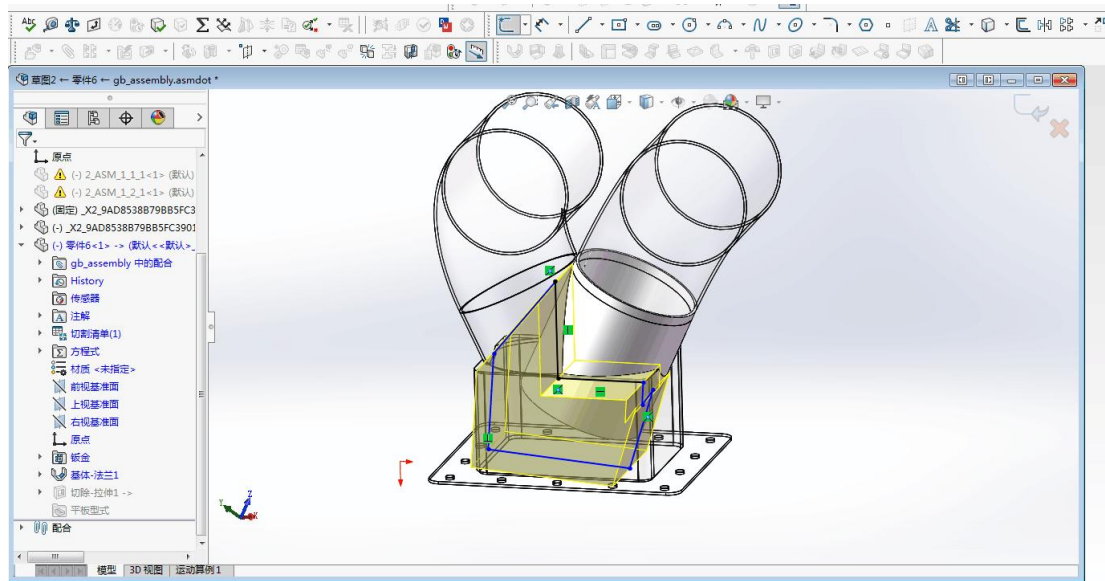 草图2 ← 零件6 ← gb_assembly.asmdot *
原点
(-) 2_ASM_1_1_1<1> (默认)
(-) 2_ASM_1_2_1<1> (默认)
(固定) _X2_9AD8538B79BB5FC3
(-) _X2_9AD8538B79BB5FC3901
(-) 零件6<1> -> (默认<<默认>_
gb_assembly 中的配合
History
传感器
注解
切割清单(1)
方程式
材质 <未指定>
前视基准面
上视基准面
右视基准面
原点
钣金
基体-法兰1
切除-拉伸1 ->
平板型式
配合
Y
Z
X
模型
3D 视图
运动算例1